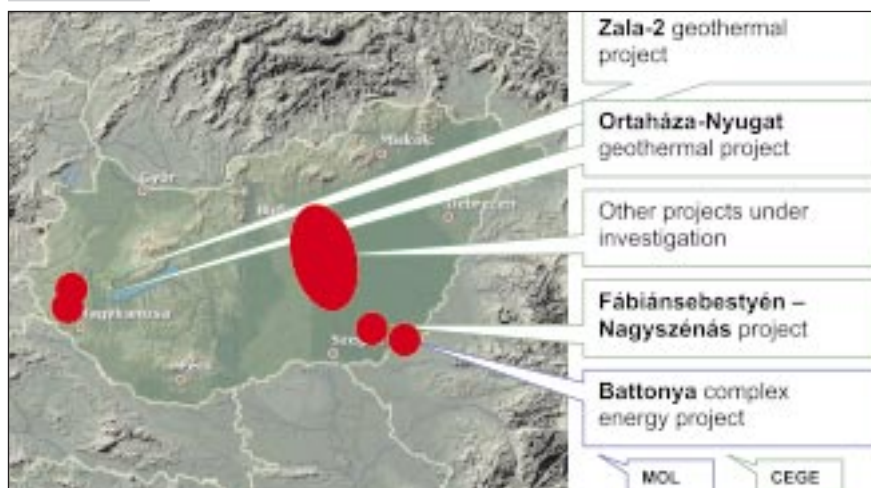 Zala-2 geothermal
project
Ortaháza-Nyugat
geothermal project
Other projects under
investigation
Fábiánsebestyén –
Nagyszénás project
Battonya complex
energy project
MOL
CEGE
Miskolc
Győr
Debrecen
Nagykanizsa